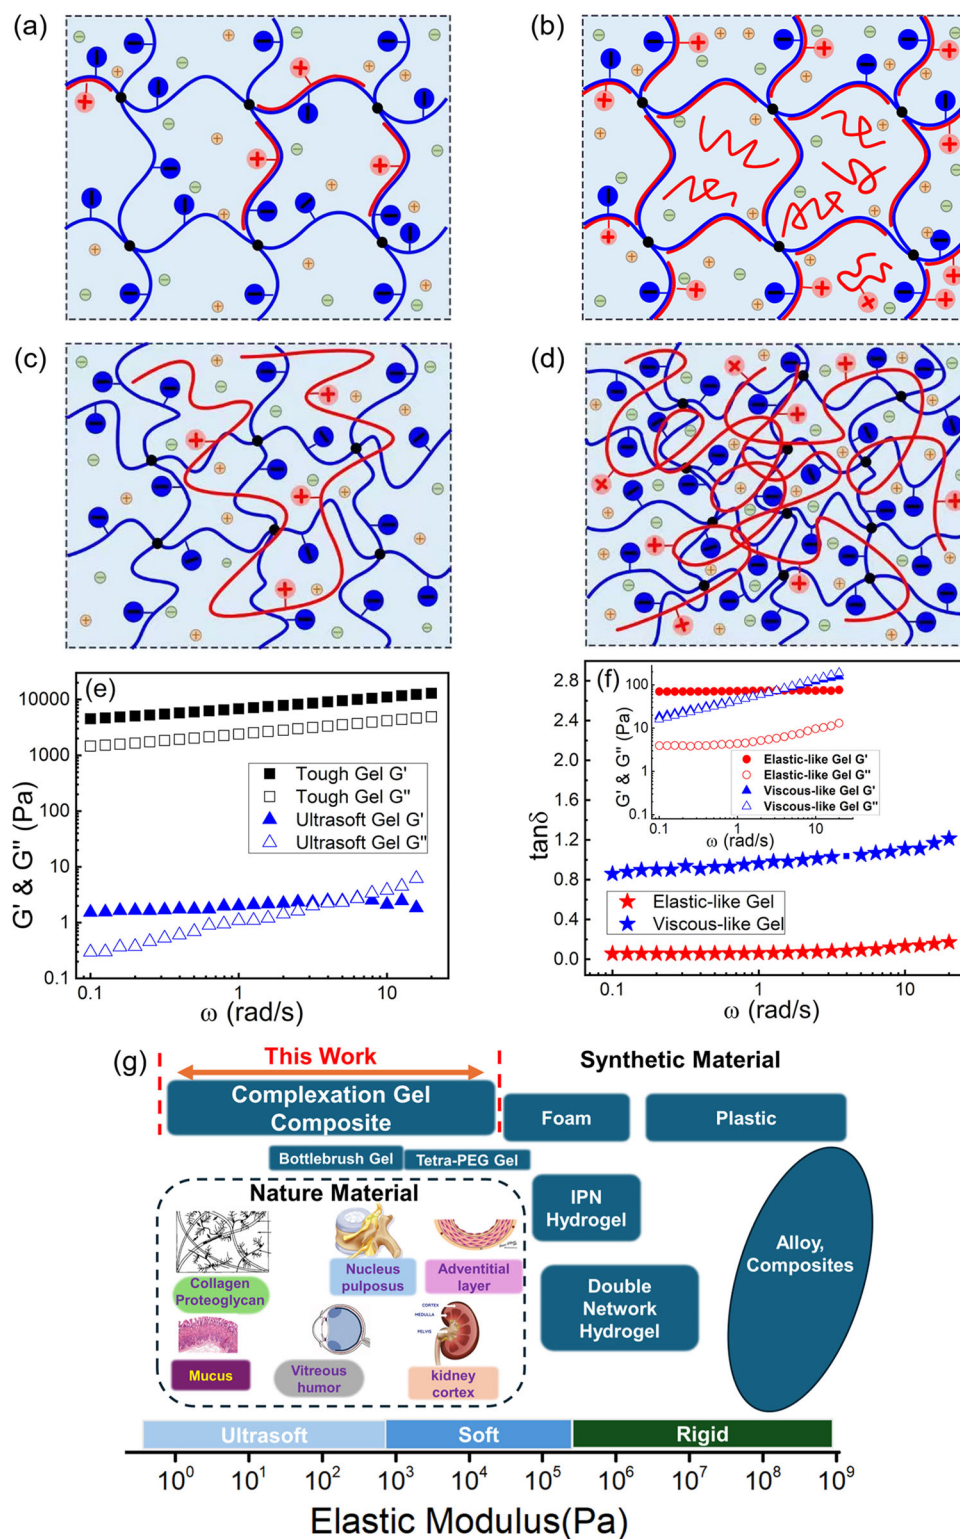 (a)
(b)
(c)
(d)
(e)
10000
1000
10
1
0.1
G' & G" (Pa)
Tough Gel G'
Tough Gel G"
Ultrasoft Gel G'
Ultrasoft Gel G"
0.1
1
10
ω (rad/s)
(f)
2.8
2.4
2.0
1.6
1.2
0.8
0.4
0.0
tanδ
100
10
1
0.1
G' & G" (Pa)
Elastic-like Gel G'
Elastic-like Gel G"
Viscous-like Gel G'
Viscous-like Gel G"
0.1
1
10
ω (rad/s)
Elastic-like Gel
Viscous-like Gel
0.1
1
10
ω (rad/s)
(g)
This Work
Synthetic Material
Complexation Gel
Composite
Foam
Plastic
Bottlebrush Gel
Tetra-PEG Gel
Nature Material
IPN
Hydrogel
Alloy,
Composites
Collagen
Proteoglycan
Nucleus
pulposus
Adventitial
layer
Double
Network
Hydrogel
CORTEX
MEDULLA
PELVIS
Mucus
Vitreous
humor
kidney
cortex
Ultrasoft
Soft
Rigid
10⁰
10¹
10²
10³
10⁴
10⁵
10⁶
10⁷
10⁸
10⁹
Elastic Modulus(Pa)